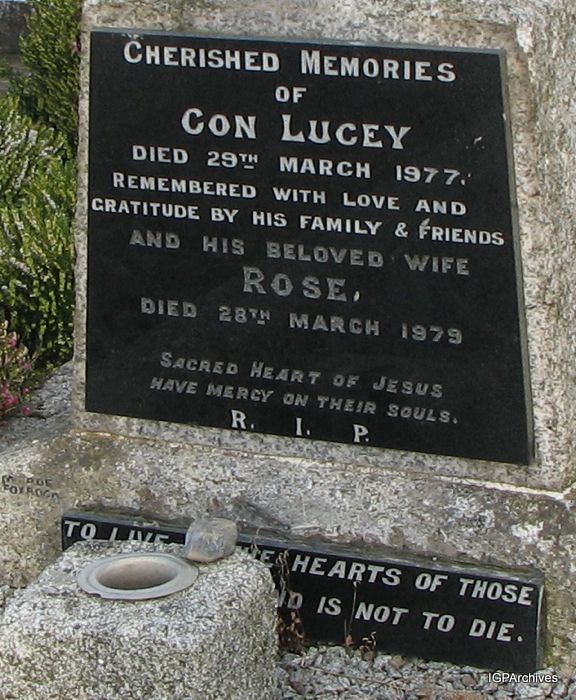 CHERISHED MEMORIES
OF
CON LUCEY
DIED 29TH MARCH 1977.
REMEMBERED WITH LOVE AND
GRATITUDE BY HIS FAMILY & FRIENDS
AND HIS BELOVED WIFE
ROSE,
DIED 28TH MARCH 1979
SACRED HEART OF JESUS
HAVE MERCY ON THEIR SOULS.
R. I. P.
FOXROCK
TO LIVE HEARTS OF THOSE
IS NOT TO DIE.
IGPArchives